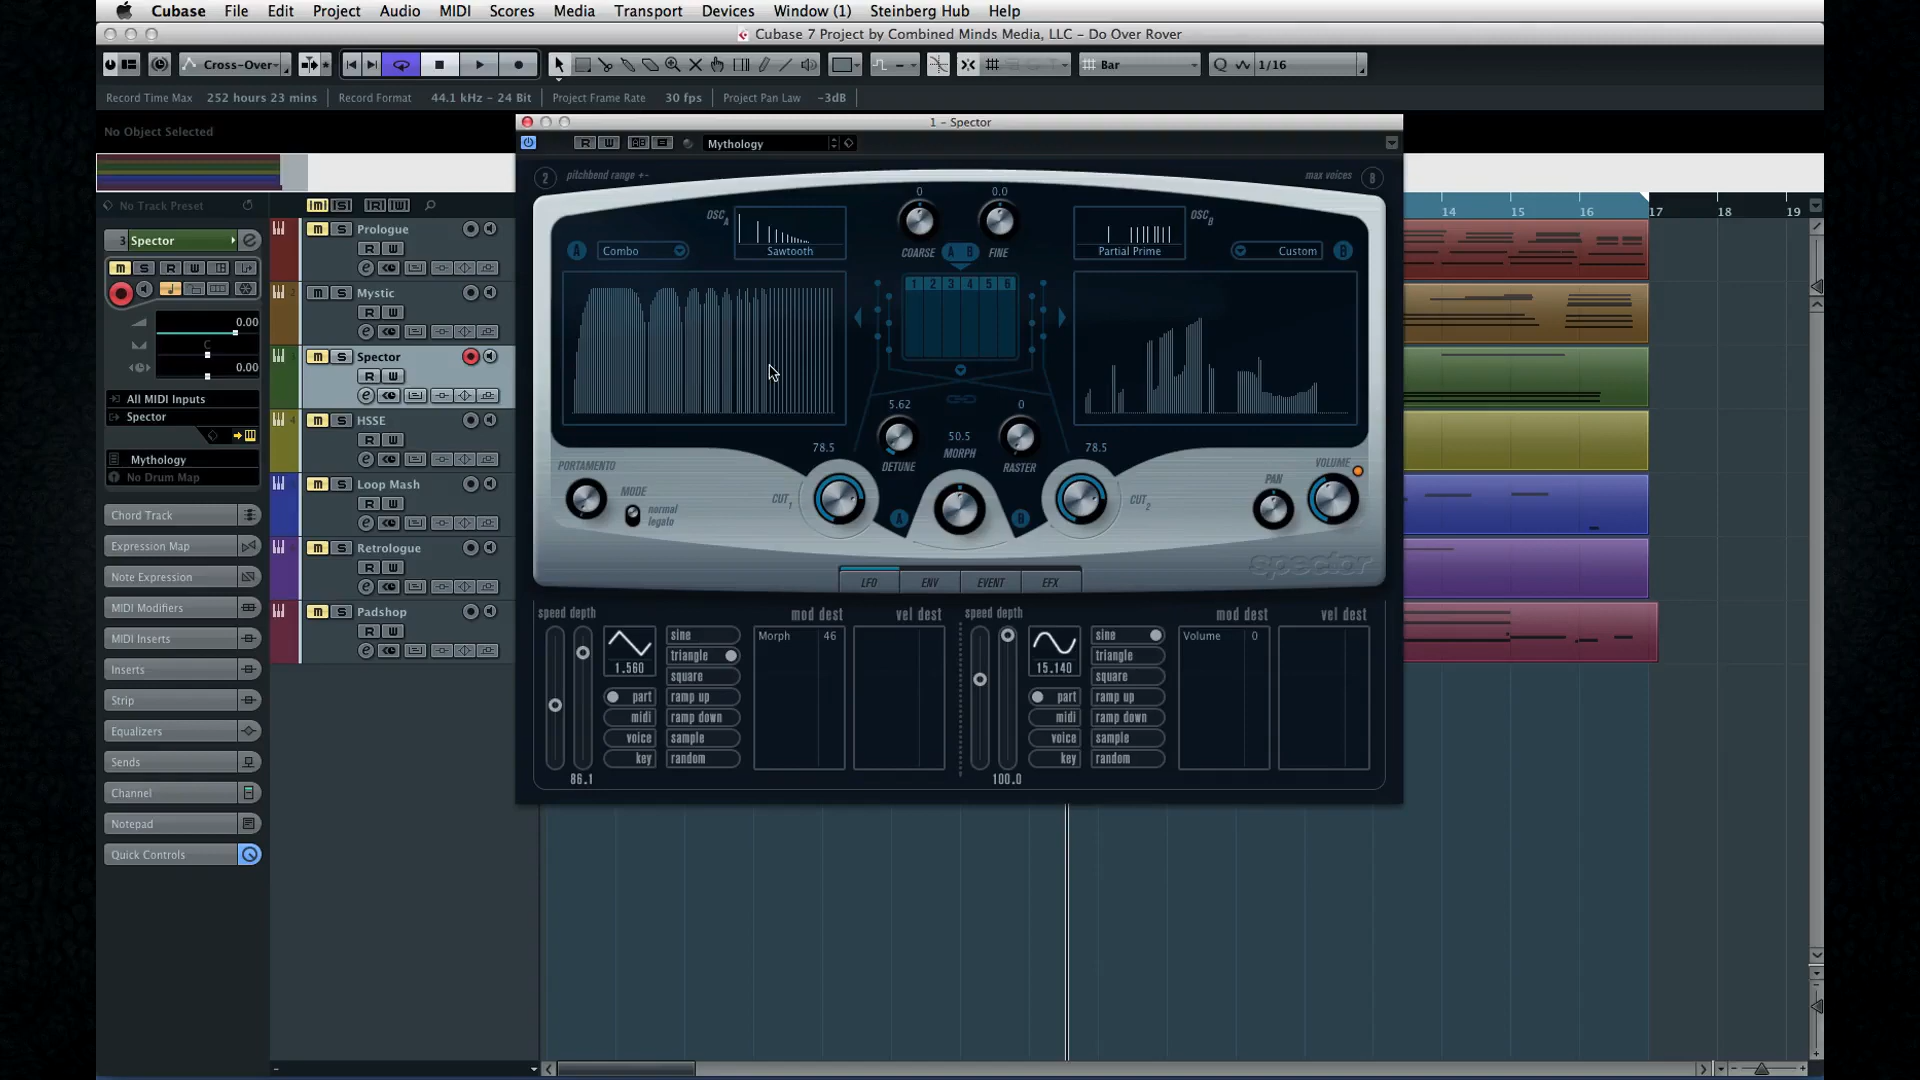 Cubase File Edit Project Audio MIDI Scores Media Transport Devices Window (1) Steinberg Hub Help
Cubase 7 Project by Combined Minds Media, LLC - Do Over Rover
Cross-Over Bar Q 1/16
Record Time Max 252 hours 23 mins Record Format 44.1 kHz - 24 Bit Project Frame Rate 30 fps Project Pan Law -3dB
No Object Selected
1 - Spector
R W Mythology
2 pitchbend range +- max voices 8
No Track Preset
14 15 16 17 18 19
3 Spector
m S R W
0.00
C
0.00
All MIDI Inputs
Spector
Mythology
No Drum Map
Chord Track
Expression Map
Note Expression
MIDI Modifiers
MIDI Inserts
Inserts
Strip
Equalizers
Sends
Channel
Notepad
Quick Controls
m S Prologue
R W
m S Mystic
R W
m S Spector
R W
m S HSSE
R W
m S Loop Mash
R W
m S Retrologue
R W
m S Padshop
R W
0 0.0
OSC A Sawtooth
COARSE A B FINE
Partial Prime OSC B
A Combo
Custom B
1 2 3 4 5 6
5.62 0
DETUNE 50.5 MORPH RASTER
78.5 78.5
PORTAMENTO
MODE
normal
legato
CUT 1
A B
CUT 2
PAN
VOLUME
spector
LFO ENV EVENT EFX
speed depth mod dest vel dest speed depth mod dest vel dest
sine Morph 46 sine Volume 0
1.560 triangle 15.140 triangle
square square
part ramp up part ramp up
midi ramp down midi ramp down
voice sample voice sample
key random key random
86.1 100.0